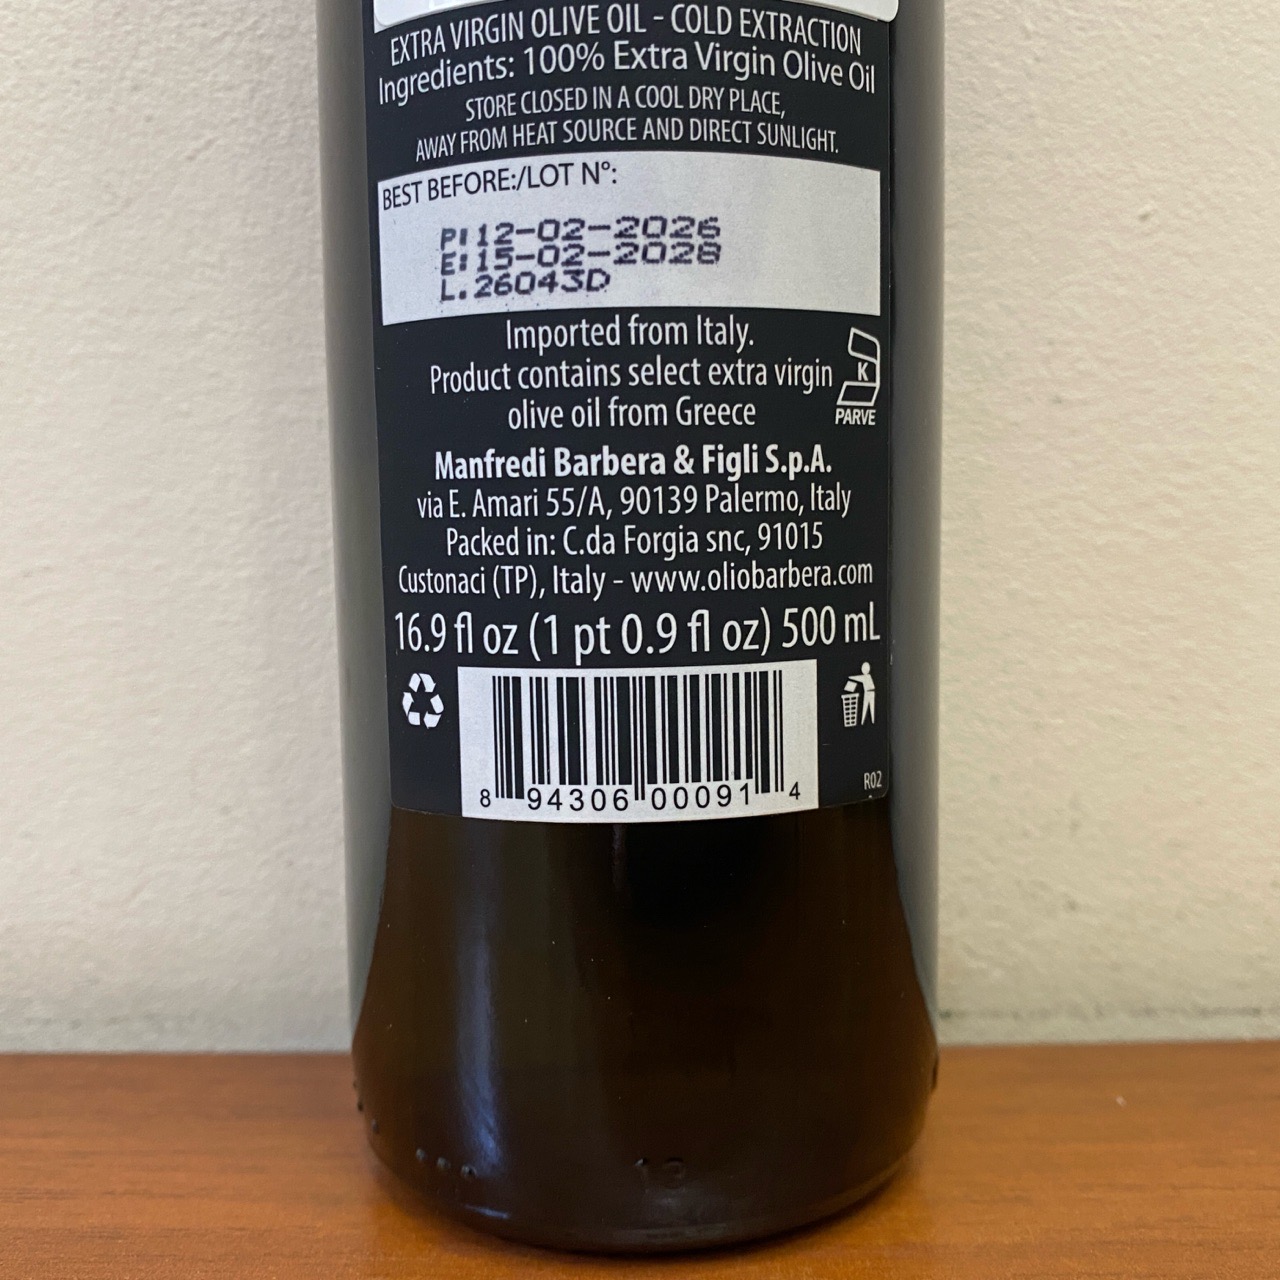 EXTRA VIRGIN OLIVE OIL - COLD EXTRACTION
Ingredients: 100% Extra Virgin Olive Oil
STORE CLOSED IN A COOL DRY PLACE,
AWAY FROM HEAT SOURCE AND DIRECT SUNLIGHT.
BEST BEFORE:/LOT N°:
P: 12-02-2026
E: 15-02-2028
L. 26043D
Imported from Italy.
Product contains select extra virgin
olive oil from Greece
K
PARVE
Manfredi Barbera & Figli S.p.A.
via E. Amari 55/A, 90139 Palermo, Italy
Packed in: C.da Forgia snc, 91015
Custonaci (TP), Italy - www.oliobarbera.com
16.9 fl oz (1 pt 0.9 fl oz) 500 mL
8 94306 00091 4
R02